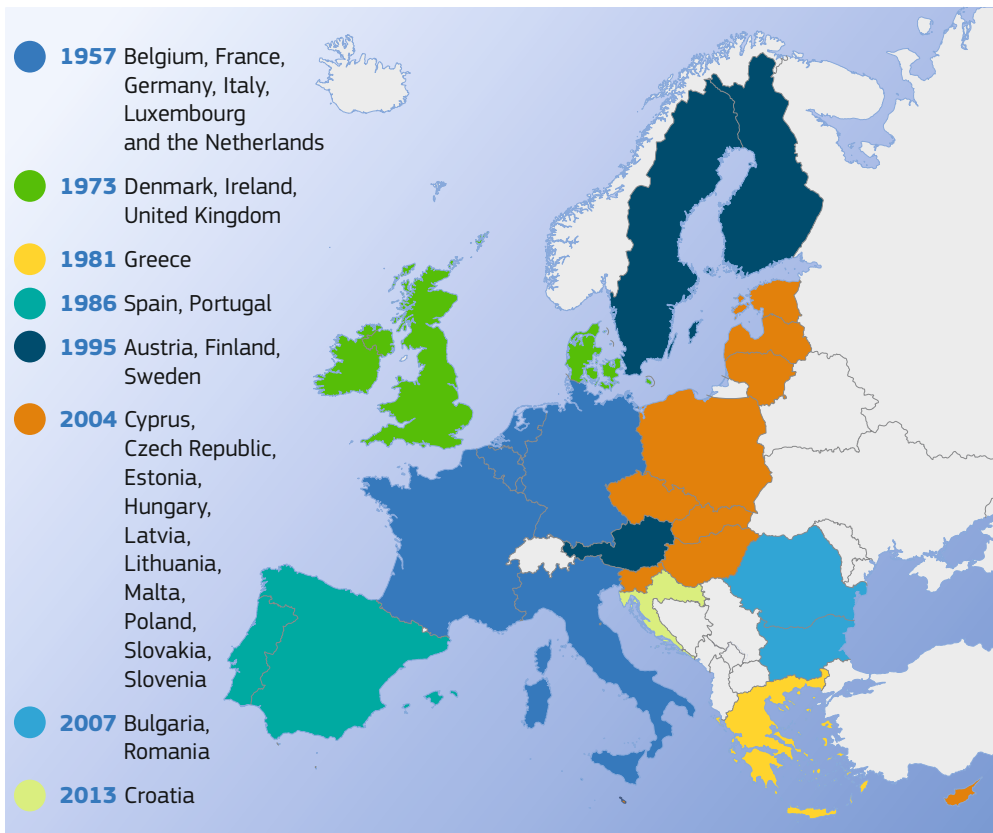 1957 Belgium, France,
Germany, Italy,
Luxembourg
and the Netherlands
1973 Denmark, Ireland,
United Kingdom
1981 Greece
1986 Spain, Portugal
1995 Austria, Finland,
Sweden
2004 Cyprus,
Czech Republic,
Estonia,
Hungary,
Latvia,
Lithuania,
Malta,
Poland,
Slovakia,
Slovenia
2007 Bulgaria,
Romania
2013 Croatia